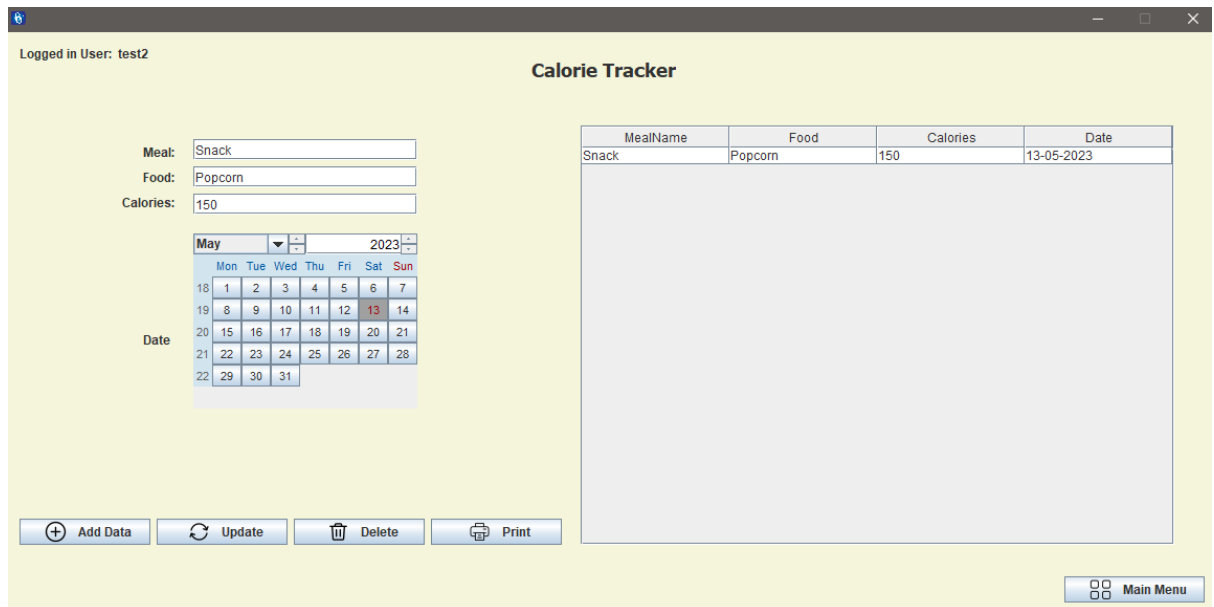 Logged in User: test2
Calorie Tracker
Meal: Snack
Food: Popcorn
Calories: 150
May 2023
Mon Tue Wed Thu Fri Sat Sun
18 1 2 3 4 5 6 7
19 8 9 10 11 12 13 14
20 15 16 17 18 19 20 21
21 22 23 24 25 26 27 28
22 29 30 31
Date
MealName Food Calories Date
Snack Popcorn 150 13-05-2023
Add Data Update Delete Print
Main Menu